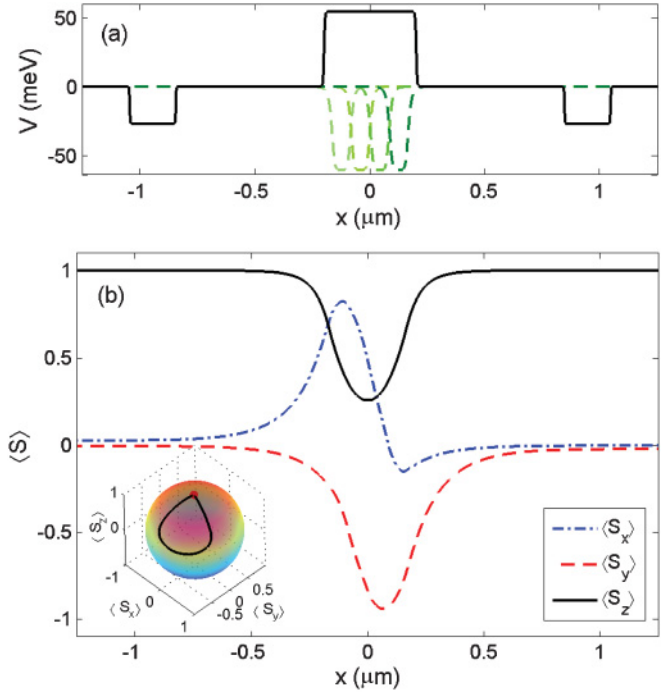 50
(a)
0
-50
V (meV)
-1 -0.5 0 0.5 1
x (μm)
1
(b)
0.5
0
-0.5
-1
⟨S⟩
1
0
-1
⟨ S_z⟩
-1
0
1
⟨ S_x⟩
-0.5
0
0.5
⟨ S_y⟩
⟨S_x⟩
⟨S_y⟩
⟨S_z⟩
-1 -0.5 0 0.5 1
x (μm)